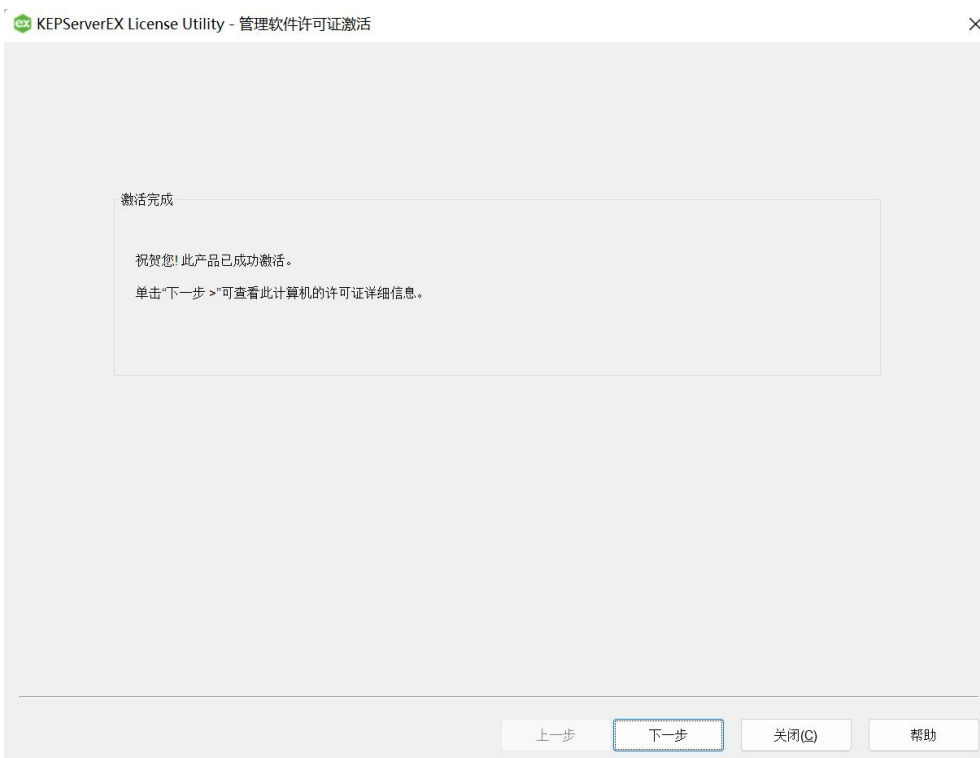 ex KEPServerEX License Utility - 管理软件许可证激活
激活完成
祝贺您! 此产品已成功激活。
单击“下一步 >”可查看此计算机的许可证详细信息。
上一步 下一步 关闭(C) 帮助